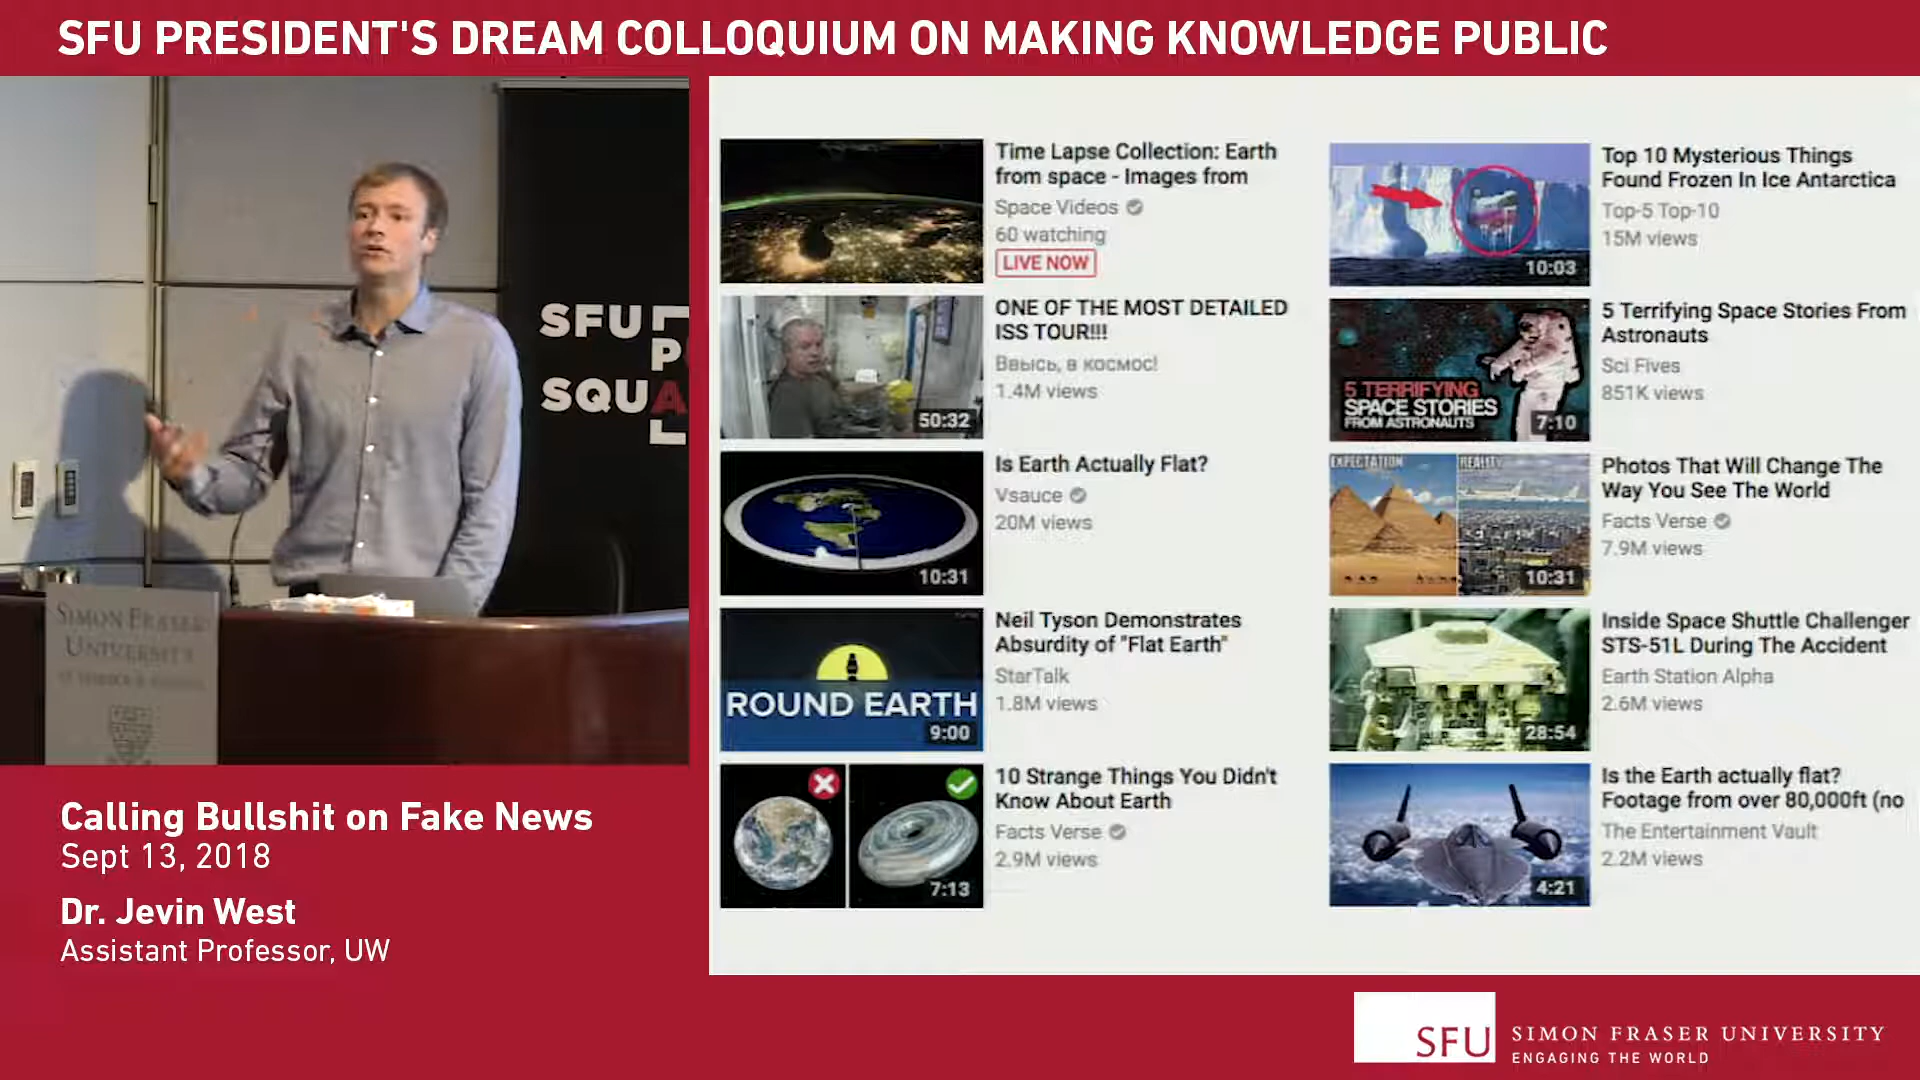 SFU PRESIDENT'S DREAM COLLOQUIUM ON MAKING KNOWLEDGE PUBLIC
SFU
P
SQUA
L
SIMON FRASER
UNIVERSITY
Calling Bullshit on Fake News
Sept 13, 2018
Dr. Jevin West
Assistant Professor, UW
Time Lapse Collection: Earth
from space - Images from
Space Videos
60 watching
LIVE NOW
50:32
ONE OF THE MOST DETAILED
ISS TOUR!!!
Ввысь, в космос!
1.4M views
10:31
Is Earth Actually Flat?
Vsauce
20M views
ROUND EARTH
9:00
Neil Tyson Demonstrates
Absurdity of "Flat Earth"
StarTalk
1.8M views
7:13
10 Strange Things You Didn't
Know About Earth
Facts Verse
2.9M views
10:03
Top 10 Mysterious Things
Found Frozen In Ice Antarctica
Top-5 Top-10
15M views
5 TERRIFYING
SPACE STORIES
FROM ASTRONAUTS
7:10
5 Terrifying Space Stories From
Astronauts
Sci Fives
851K views
EXPECTATION
REALITY
10:31
Photos That Will Change The
Way You See The World
Facts Verse
7.9M views
28:54
Inside Space Shuttle Challenger
STS-51L During The Accident
Earth Station Alpha
2.6M views
4:21
Is the Earth actually flat?
Footage from over 80,000ft (no
The Entertainment Vault
2.2M views
SFU
SIMON FRASER UNIVERSITY
ENGAGING THE WORLD